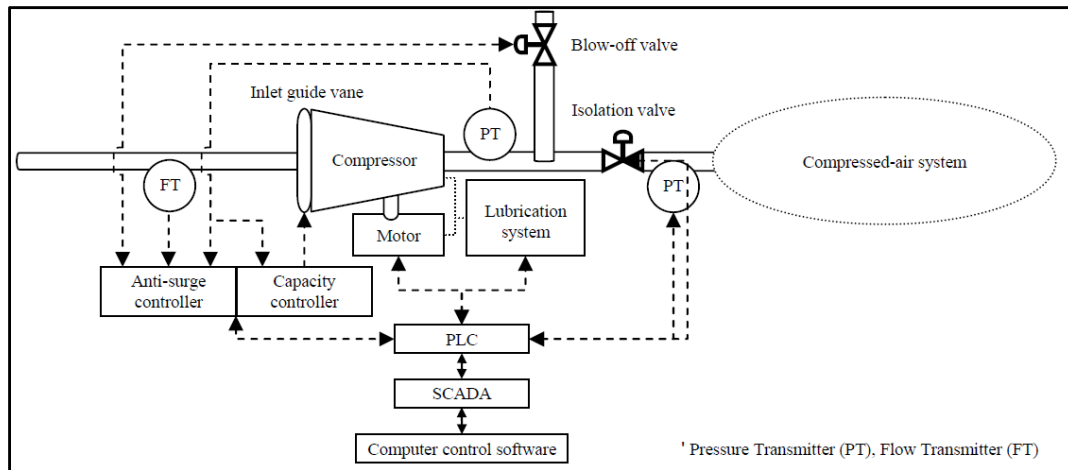 Blow-off valve
Inlet guide vane
Isolation valve
PT
Compressor
Compressed-air system
FT
PT
Lubrication
system
Motor
Anti-surge
controller
Capacity
controller
PLC
SCADA
Computer control software
' Pressure Transmitter (PT), Flow Transmitter (FT)